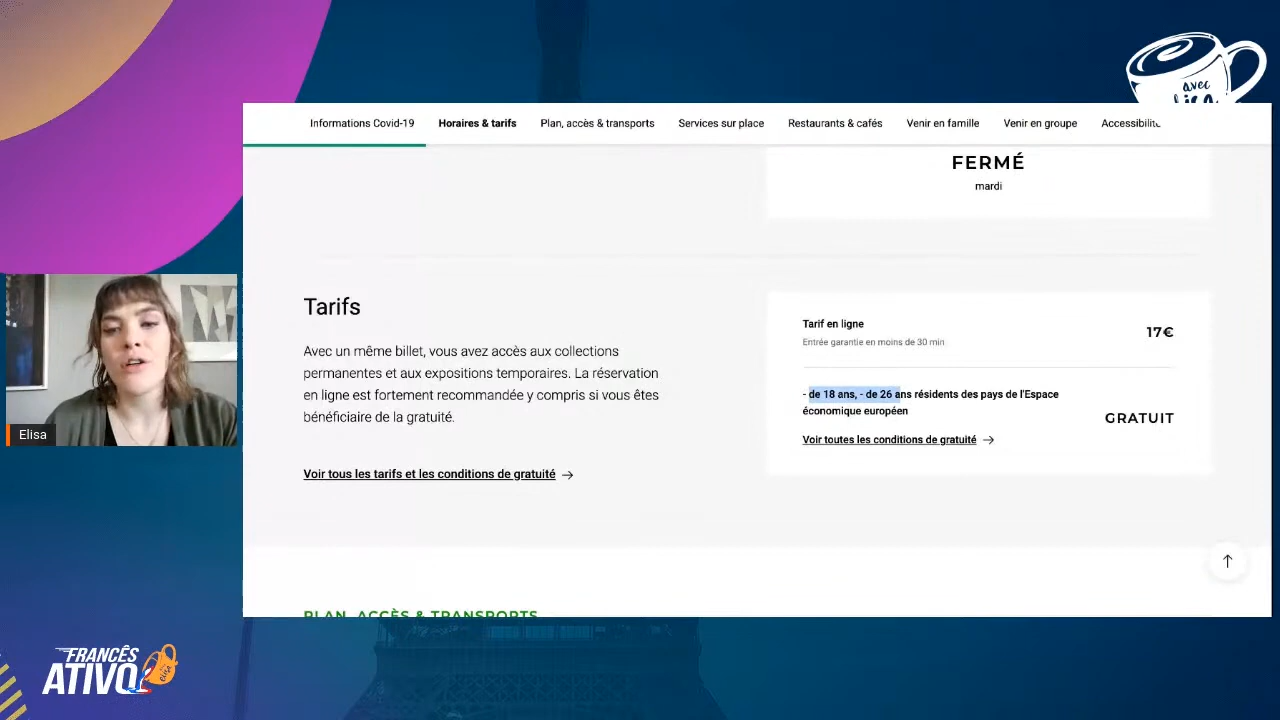 avec
Informations Covid-19 Horaires & tarifs Plan, accès & transports Services sur place Restaurants & cafés Venir en famille Venir en groupe
FERMÉ
mardi
Tarifs
Avec un même billet, vous avez accès aux collections
permanentes et aux expositions temporaires. La réservation
en ligne est fortement recommandée y compris si vous êtes
bénéficiaire de la gratuité.
Voir tous les tarifs et les conditions de gratuité →
Tarif en ligne
Entrée garantie en moins de 30 min
17€
- de 18 ans, - de 26 ans résidents des pays de l'Espace
économique européen
GRATUIT
Voir toutes les conditions de gratuité →
PLAN, ACCÈS & TRANSPORTS
Elisa
FRANCÊS
ATIVO
ELISA